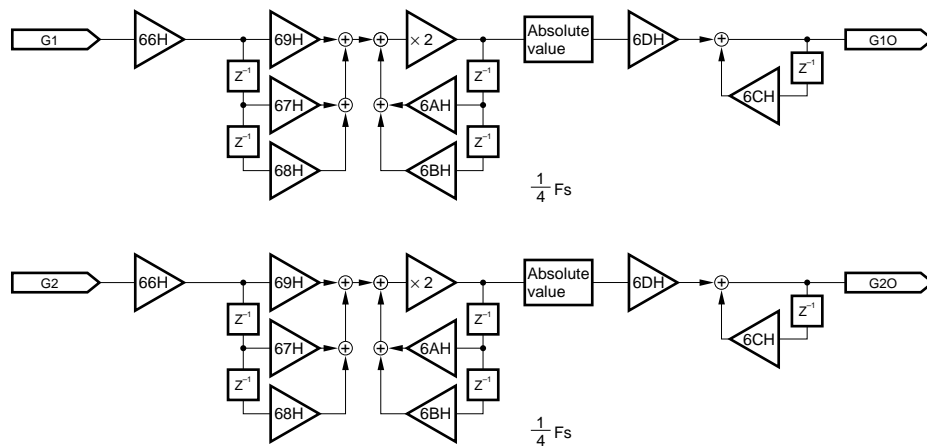 G1
66H
69H
× 2
Absolute
value
6DH
G1O
Z⁻¹
Z⁻¹
Z⁻¹
67H
6AH
6CH
Z⁻¹
Z⁻¹
68H
6BH
1/4 Fs
G2
66H
69H
× 2
Absolute
value
6DH
G2O
Z⁻¹
Z⁻¹
Z⁻¹
67H
6AH
6CH
Z⁻¹
Z⁻¹
68H
6BH
1/4 Fs